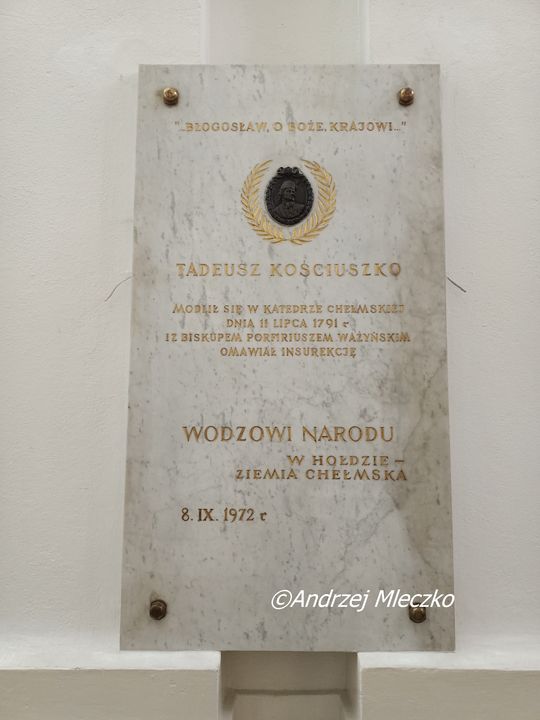 "...BŁOGOSŁAW, O BOŻE, KRAJOWI..."
TADEUSZ KOŚCIUSZKO
MODLIŁ SIĘ W KATEDRZE CHEŁMSKIEJ
DNIA 11 LIPCA 1791 r
I Z BISKUPEM PORFIRIUSZEM WAŻYŃSKIM
OMAWIAŁ INSUREKCJĘ
WODZOWI NARODU
W HOŁDZIE –
ZIEMIA CHEŁMSKA
8. IX. 1972 r
©Andrzej Mleczko